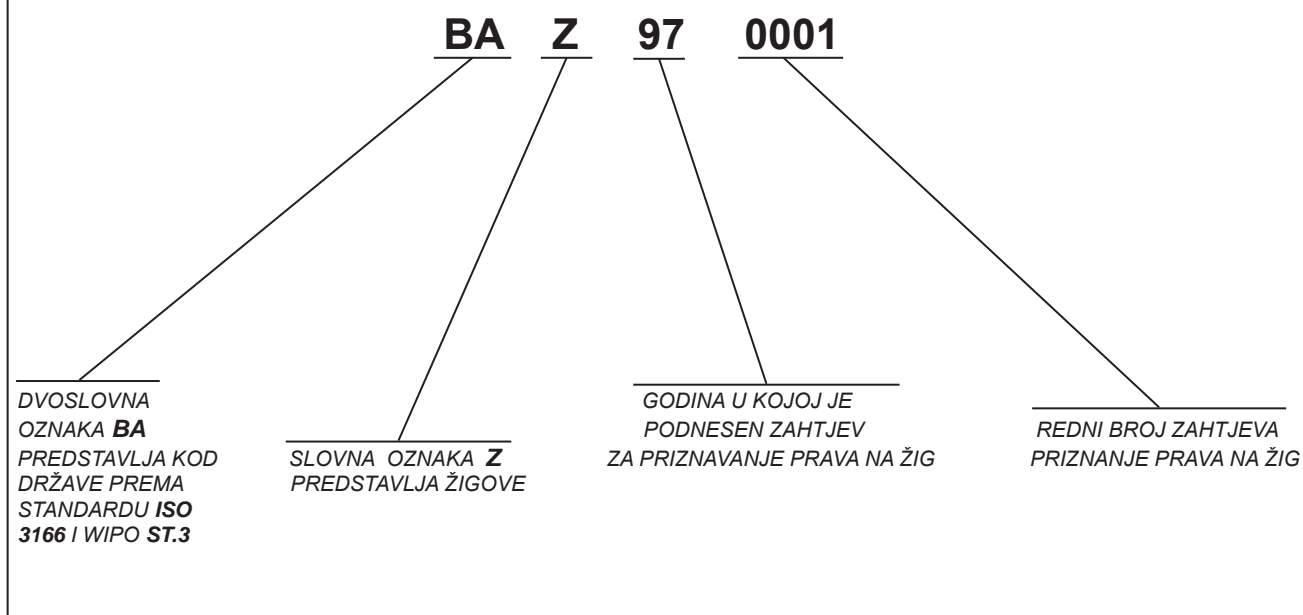 BA Z 97 0001
DVOSLOVNA
OZNAKA BA
PREDSTAVLJA KOD
DRŽAVE PREMA
STANDARDU ISO
3166 I WIPO ST.3
SLOVNA OZNAKA Z
PREDSTAVLJA ŽIGOVE
GODINA U KOJOJ JE
PODNESEN ZAHTJEV
ZA PRIZNAVANJE PRAVA NA ŽIG
REDNI BROJ ZAHTJEVA
PRIZNANJE PRAVA NA ŽIG